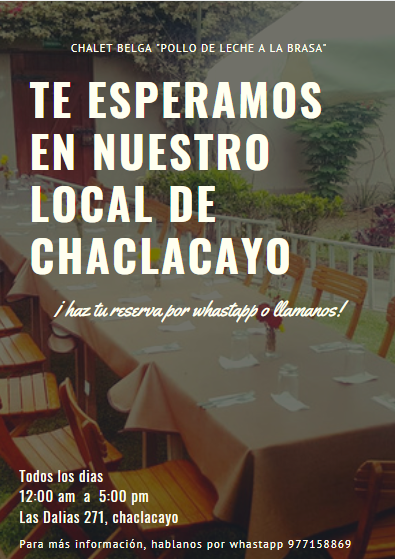 CHALET BELGA "POLLO DE LECHE A LA BRASA"
TE ESPERAMOS
EN NUESTRO
LOCAL DE
CHACLACAYO
¡ haz tu reserva por whastapp o llamanos!
Todos los dias
12:00 am a 5:00 pm
Las Dalias 271, chaclacayo
Para más información, hablanos por whastapp 977158869